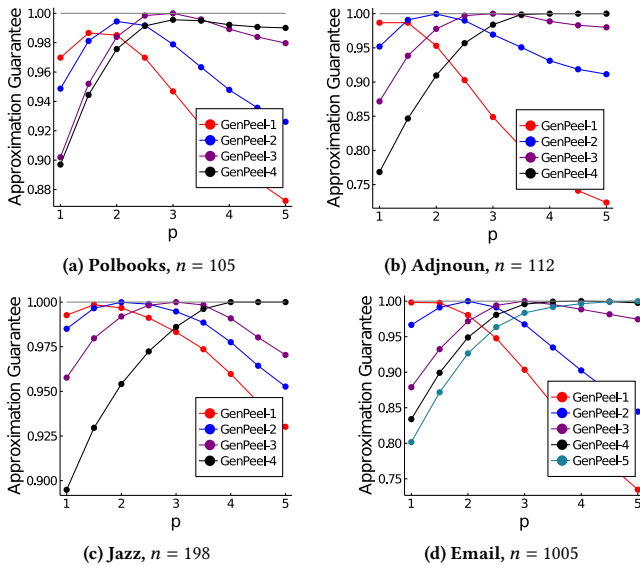 Approximation Guarantee
1.00
0.98
0.96
0.94
0.92
0.90
0.88
GenPeel-1
GenPeel-2
GenPeel-3
GenPeel-4
1 2 3 4 5
p
(a) Polbooks, n = 105
Approximation Guarantee
1.00
0.95
0.90
0.85
0.80
0.75
GenPeel-1
GenPeel-2
GenPeel-3
GenPeel-4
1 2 3 4 5
p
(b) Adjnoun, n = 112
Approximation Guarantee
1.000
0.975
0.950
0.925
0.900
GenPeel-1
GenPeel-2
GenPeel-3
GenPeel-4
1 2 3 4 5
p
(c) Jazz, n = 198
Approximation Guarantee
1.00
0.95
0.90
0.85
0.80
0.75
GenPeel-1
GenPeel-2
GenPeel-3
GenPeel-4
GenPeel-5
1 2 3 4 5
p
(d) Email, n = 1005